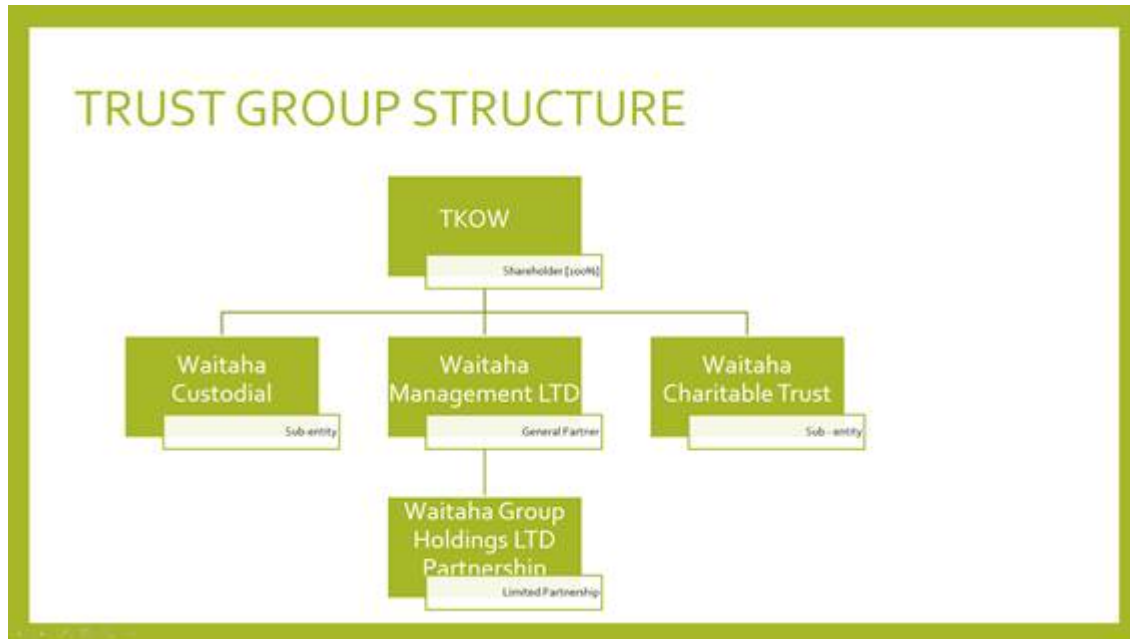 TRUST GROUP STRUCTURE
TKOW
Shareholder [100%]
Waitaha
Custodial
Sub-entity
Waitaha
Management LTD
General Partner
Waitaha
Charitable Trust
Sub - entity
Waitaha Group
Holdings LTD
Partnership
Limited Partnership